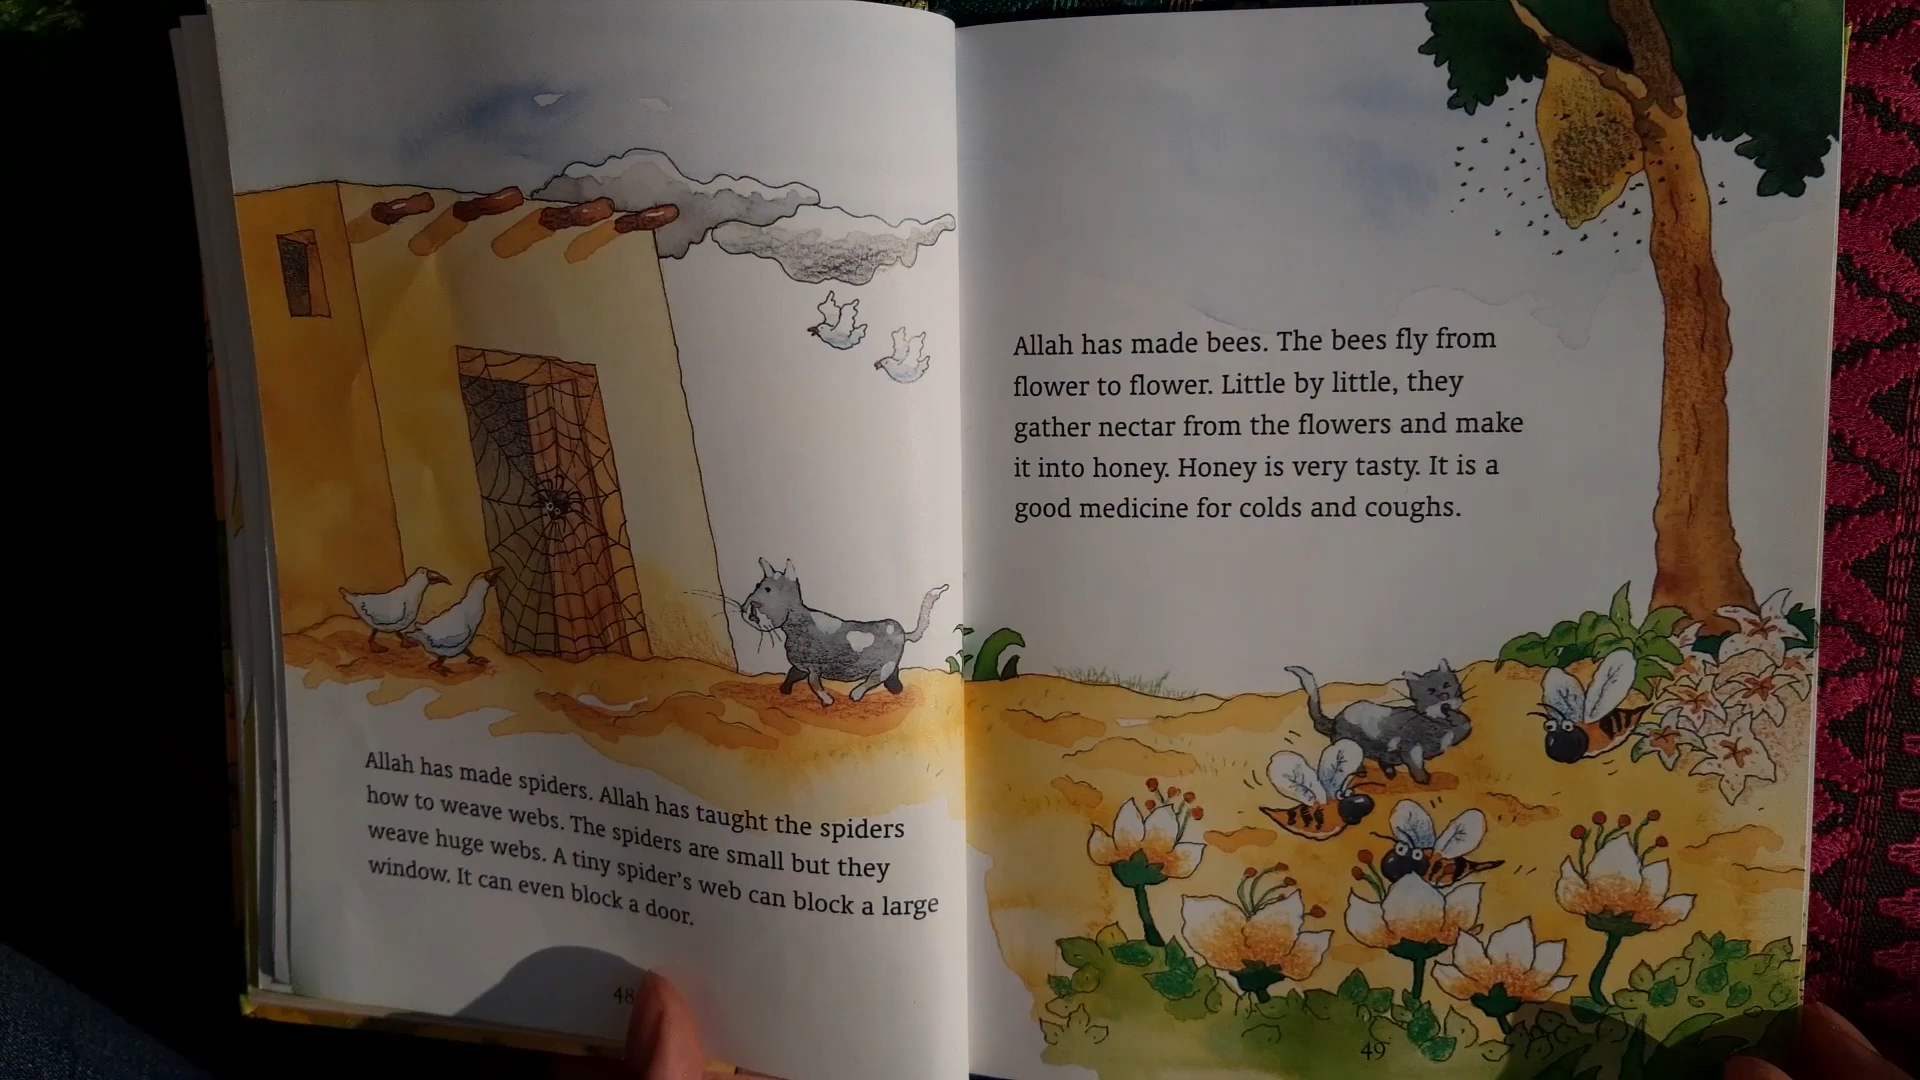 Allah has made spiders. Allah has taught the spiders
how to weave webs. The spiders are small but they
weave huge webs. A tiny spider's web can block a large
window. It can even block a door.
48
Allah has made bees. The bees fly from
flower to flower. Little by little, they
gather nectar from the flowers and make
it into honey. Honey is very tasty. It is a
good medicine for colds and coughs.
49